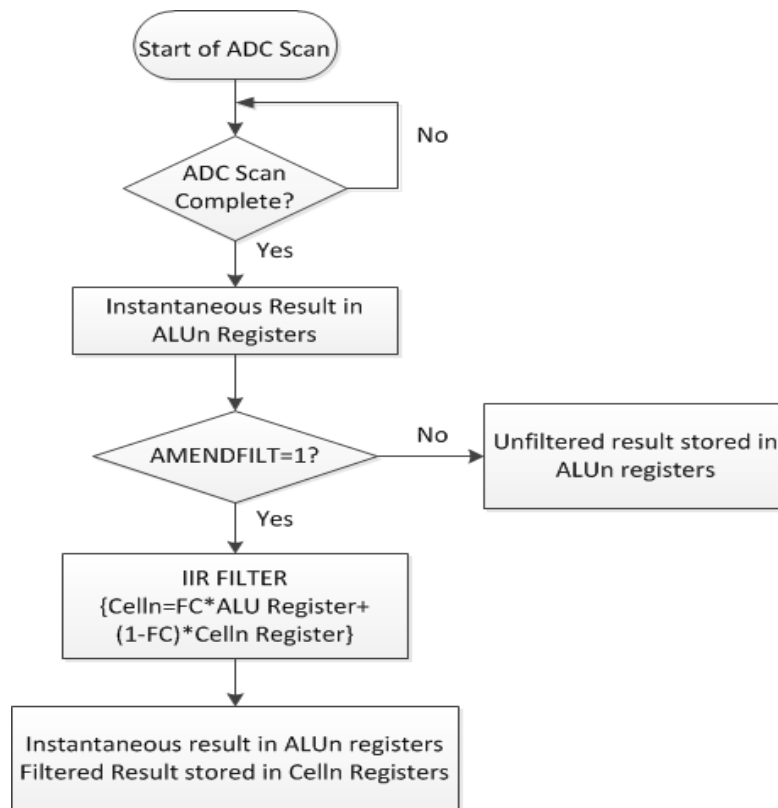 Start of ADC Scan
No
ADC Scan
Complete?
Yes
Instantaneous Result in
ALUn Registers
AMENDFILT=1?
No
Unfiltered result stored in
ALUn registers
Yes
IIR FILTER
{Celln=FC*ALU Register+
(1-FC)*Celln Register}
Instantaneous result in ALUn registers
Filtered Result stored in Celln Registers